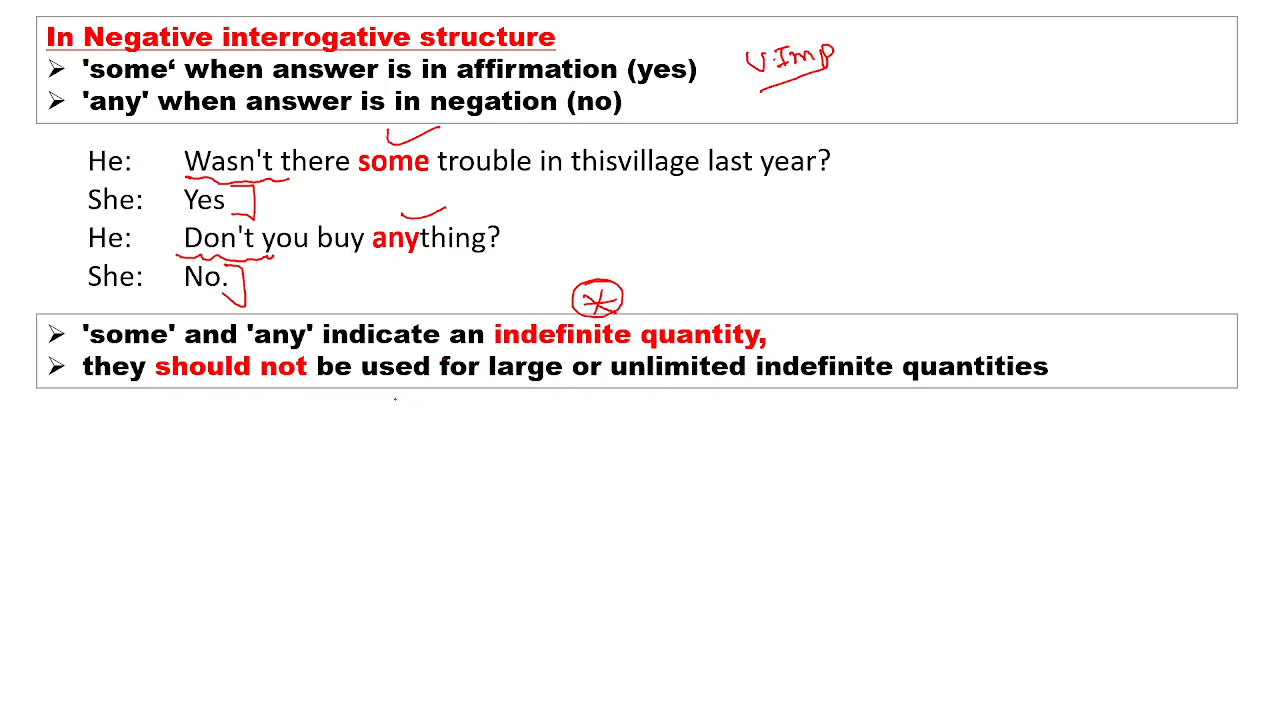 In Negative interrogative structure
➢ 'some‘ when answer is in affirmation (yes)
V.Imp
➢ 'any' when answer is in negation (no)
He: Wasn't there some trouble in thisvillage last year?
She: Yes
He: Don't you buy anything?
She: No.
➢ 'some' and 'any' indicate an indefinite quantity,
➢ they should not be used for large or unlimited indefinite quantities